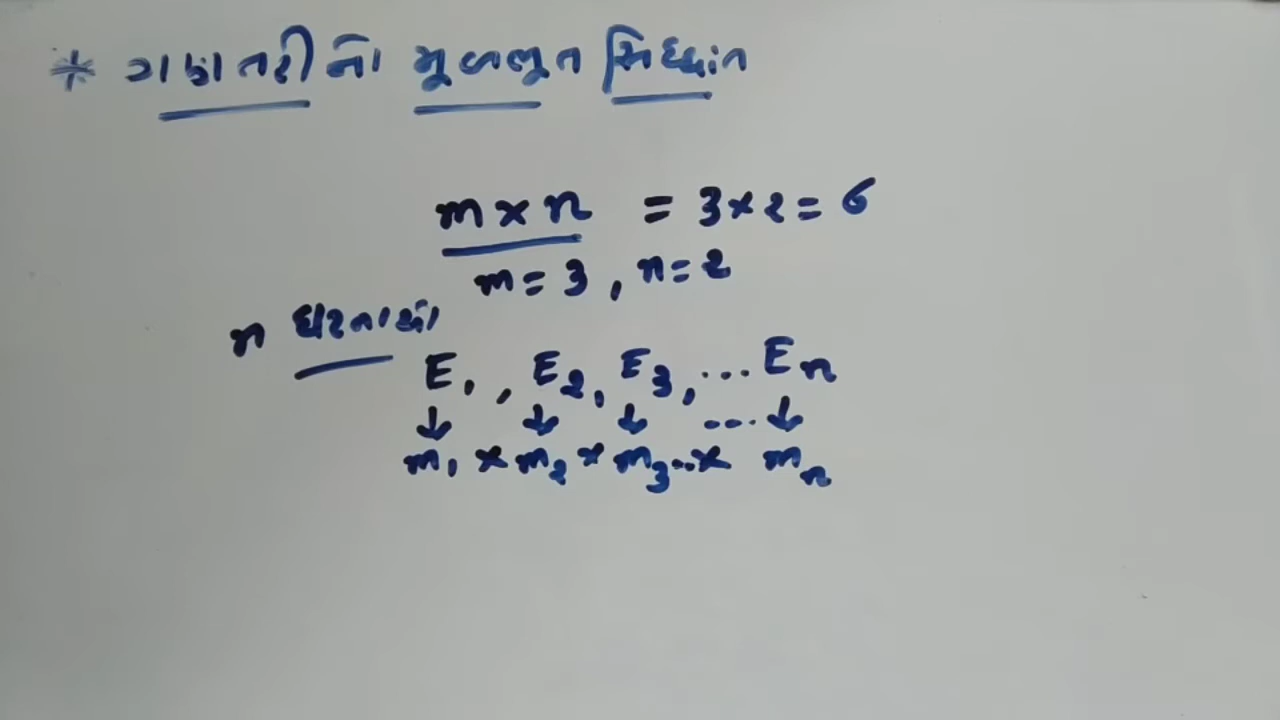 * ગણતરીનો મુળભુત સિધ્ધાંત
m × n = 3 × 2 = 6
m = 3 , n = 2
n ઘટનાઓ
E₁ , E₂, E₃, ... Eₙ
↓ ↓ ↓ .... ↓
m₁ × m₂ × m₃ ..× mₙ